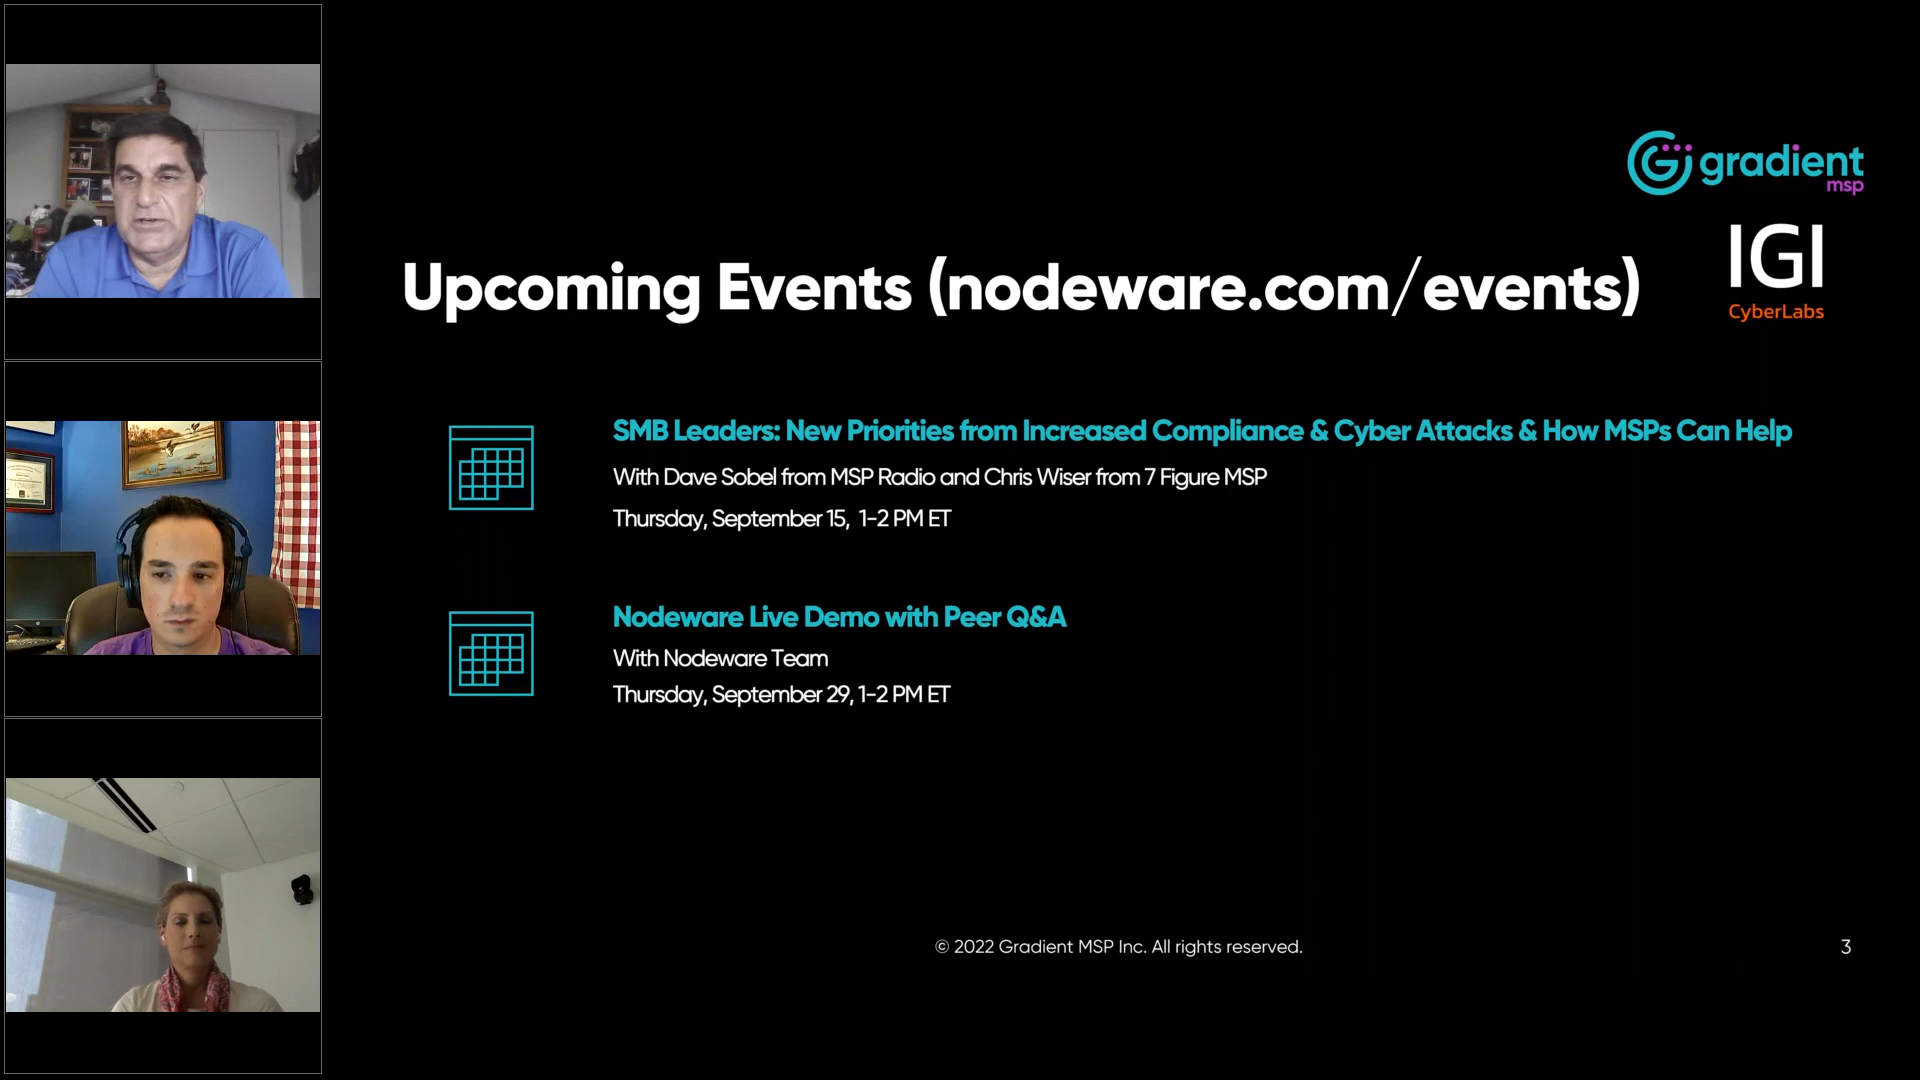 gradient
msp
IGI
CyberLabs
Upcoming Events (nodeware.com/events)
SMB Leaders: New Priorities from Increased Compliance & Cyber Attacks & How MSPs Can Help
With Dave Sobel from MSP Radio and Chris Wiser from 7 Figure MSP
Thursday, September 15, 1-2 PM ET
Nodeware Live Demo with Peer Q&A
With Nodeware Team
Thursday, September 29, 1-2 PM ET
© 2022 Gradient MSP Inc. All rights reserved.
3